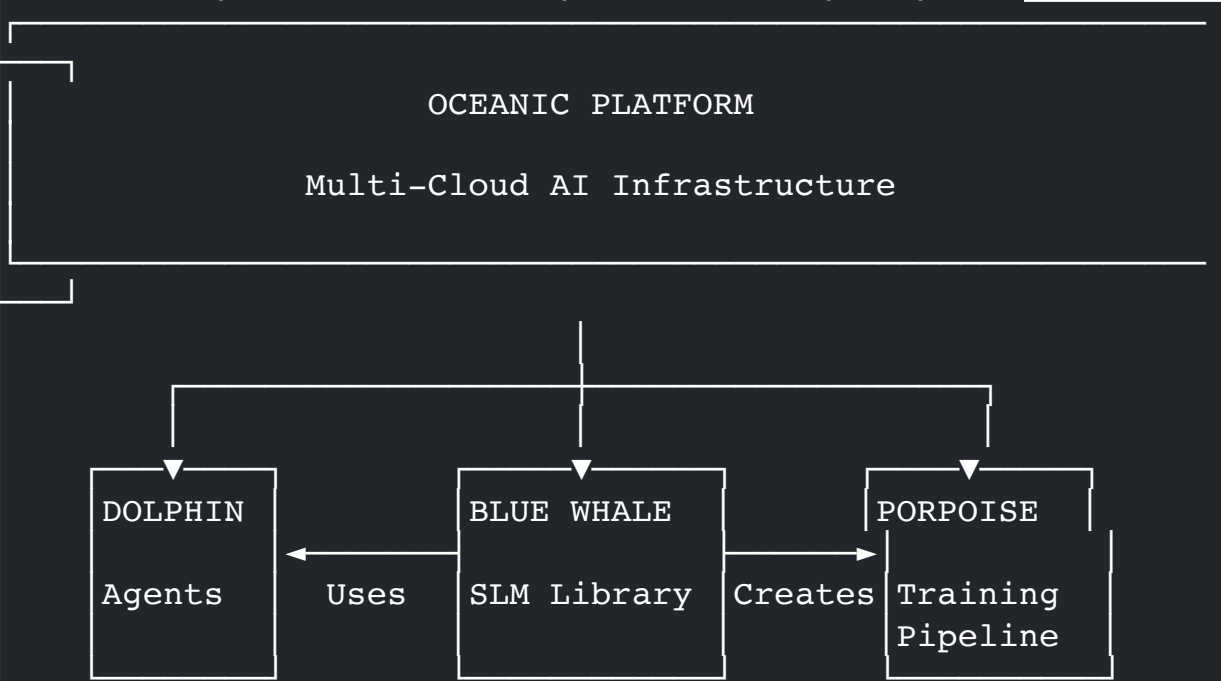 OCEANIC PLATFORM
Multi-Cloud AI Infrastructure
DOLPHIN BLUE WHALE PORPOISE
Agents Uses SLM Library Creates Training
Pipeline